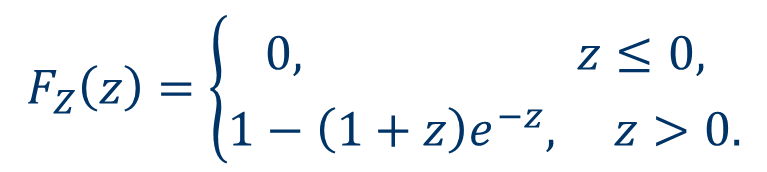 F_Z(z) = { 0, z ≤ 0,
1 − (1 + z)e^{−z}, z > 0.